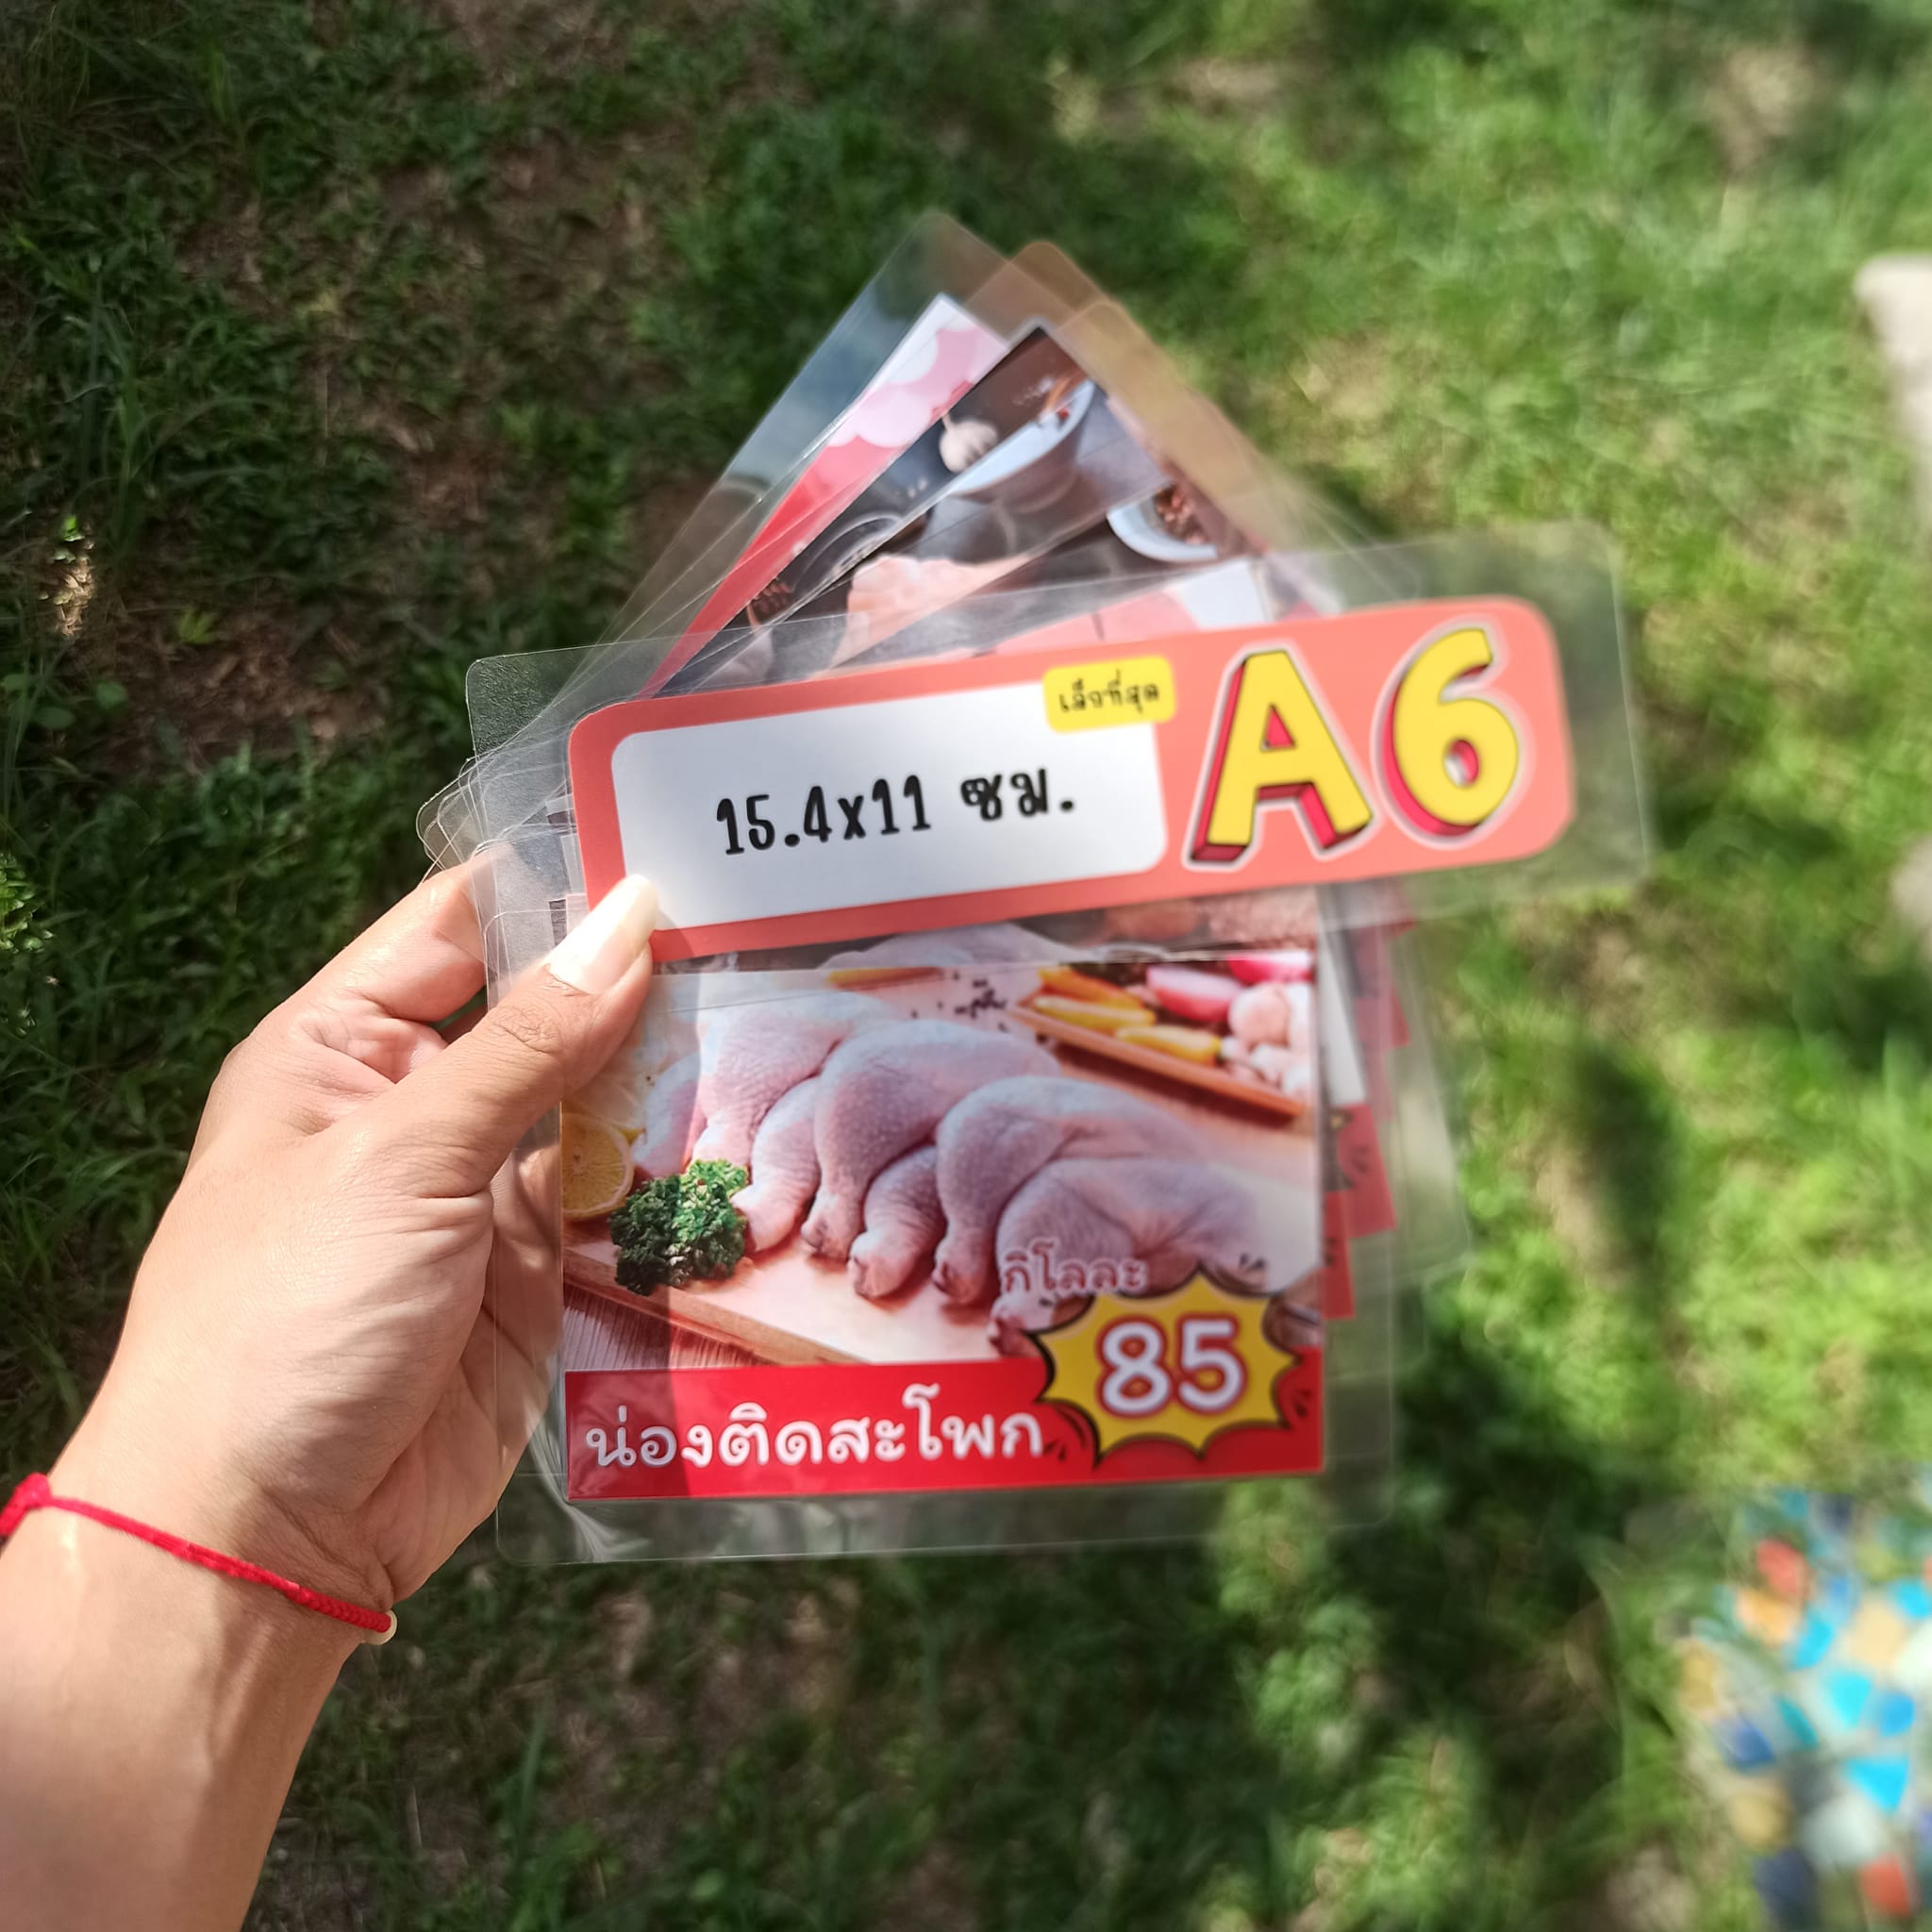 เล็กที่สุด
15.4x11 ซม.
A6
กิโลละ
85
น่องติดสะโพก